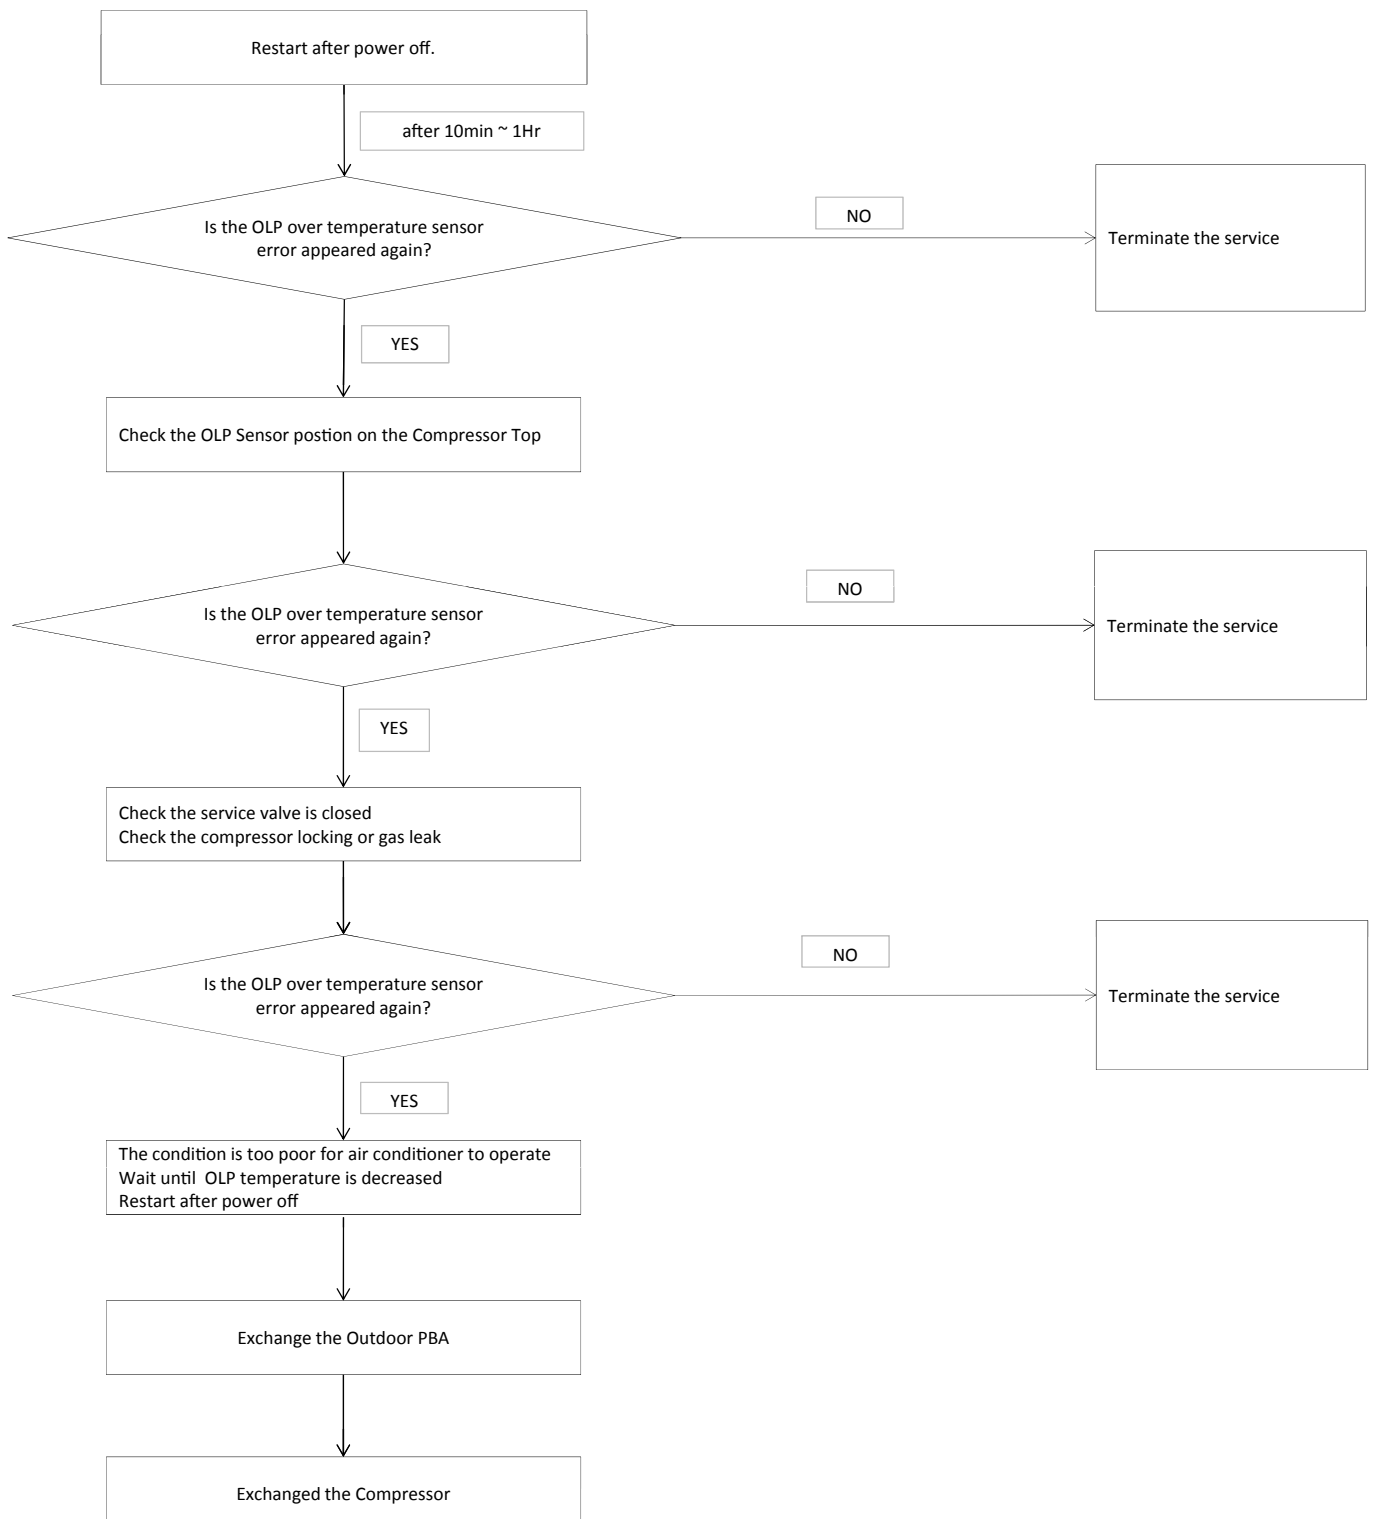 Restart after power off.
after 10min ~ 1Hr
Is the OLP over temperature sensor
error appeared again?
NO
Terminate the service
YES
Check the OLP Sensor postion on the Compressor Top
Is the OLP over temperature sensor
error appeared again?
NO
Terminate the service
YES
Check the service valve is closed
Check the compressor locking or gas leak
Is the OLP over temperature sensor
error appeared again?
NO
Terminate the service
YES
The condition is too poor for air conditioner to operate
Wait until OLP temperature is decreased
Restart after power off
Exchange the Outdoor PBA
Exchanged the Compressor